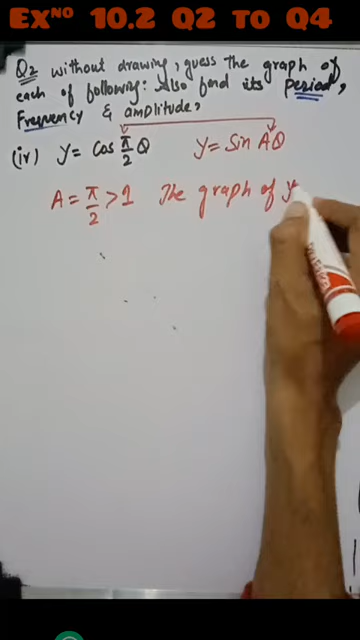 Exᴺᴼ 10.2 Q2 TO Q4
Q2 without drawing, guess the graph of
each of following: Also find its period,
Frequency & amplitude,
(iv) y = Cos π/2 θ y = Sin Aθ
A = π/2 > 1 The graph of y